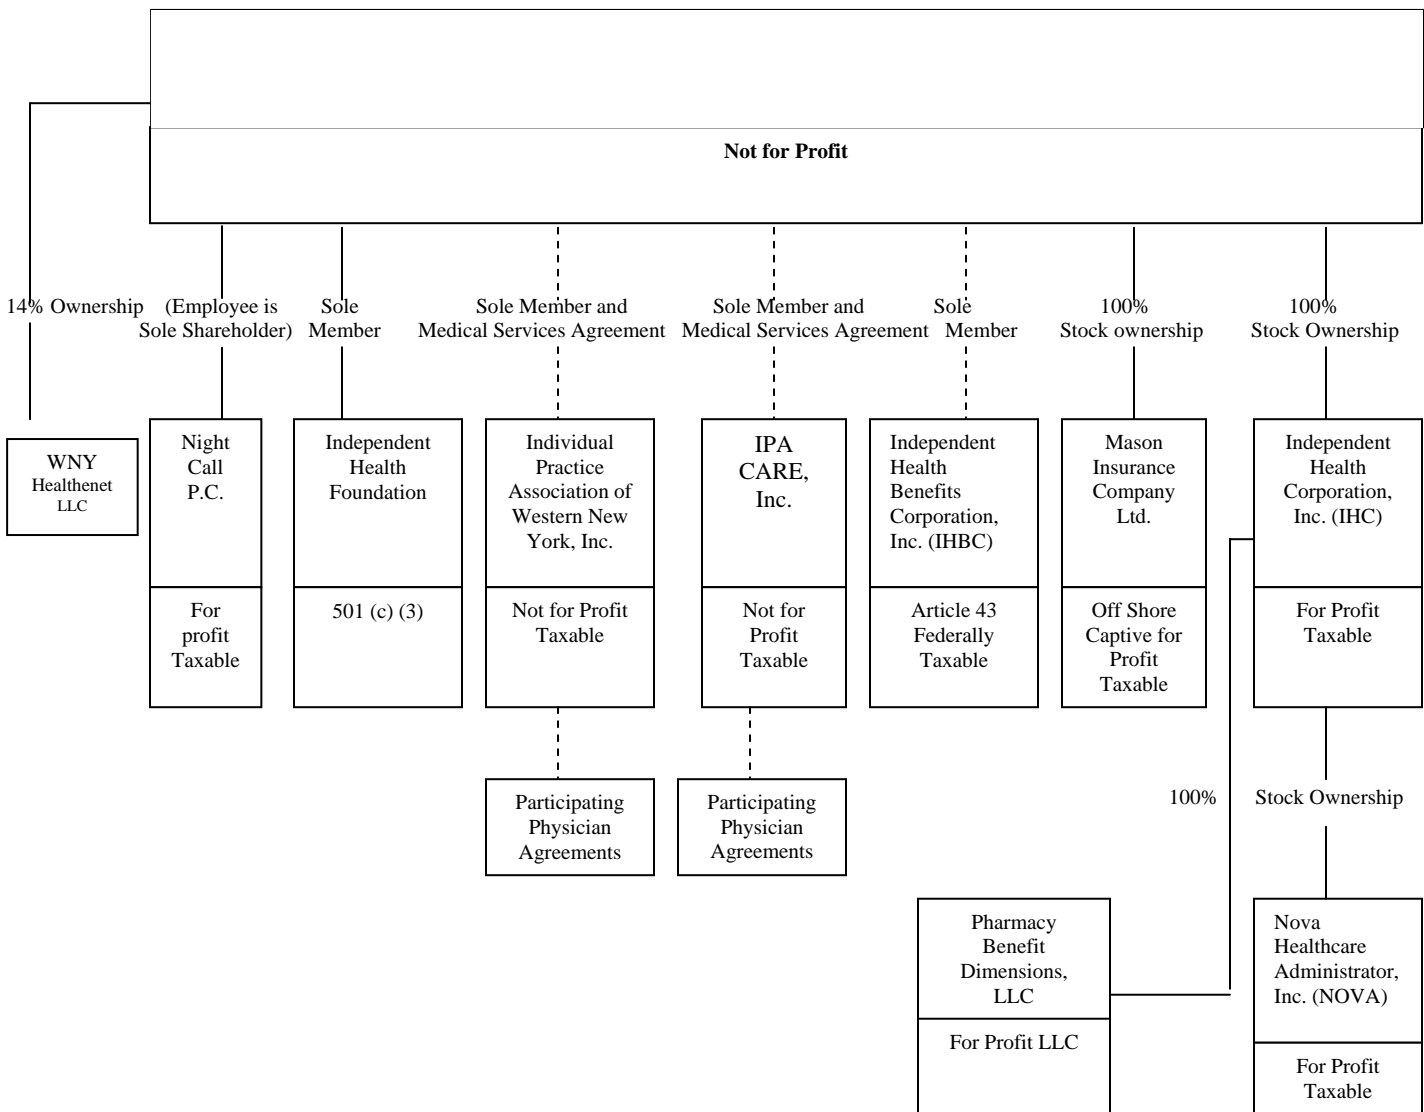 Not for Profit
14% Ownership
(Employee is
Sole Shareholder)
Sole
Member
Sole Member and
Medical Services Agreement
Sole Member and
Medical Services Agreement
Sole
Member
100%
Stock ownership
100%
Stock Ownership
WNY
Healthenet
LLC
Night
Call
P.C.
For
profit
Taxable
Independent
Health
Foundation
501 (c) (3)
Individual
Practice
Association of
Western New
York, Inc.
Not for Profit
Taxable
IPA
CARE,
Inc.
Not for
Profit
Taxable
Independent
Health
Benefits
Corporation,
Inc. (IHBC)
Article 43
Federally
Taxable
Mason
Insurance
Company
Ltd.
Off Shore
Captive for
Profit
Taxable
Independent
Health
Corporation,
Inc. (IHC)
For Profit
Taxable
Participating
Physician
Agreements
Participating
Physician
Agreements
100%
Stock Ownership
Pharmacy
Benefit
Dimensions,
LLC
For Profit LLC
Nova
Healthcare
Administrator,
Inc. (NOVA)
For Profit
Taxable